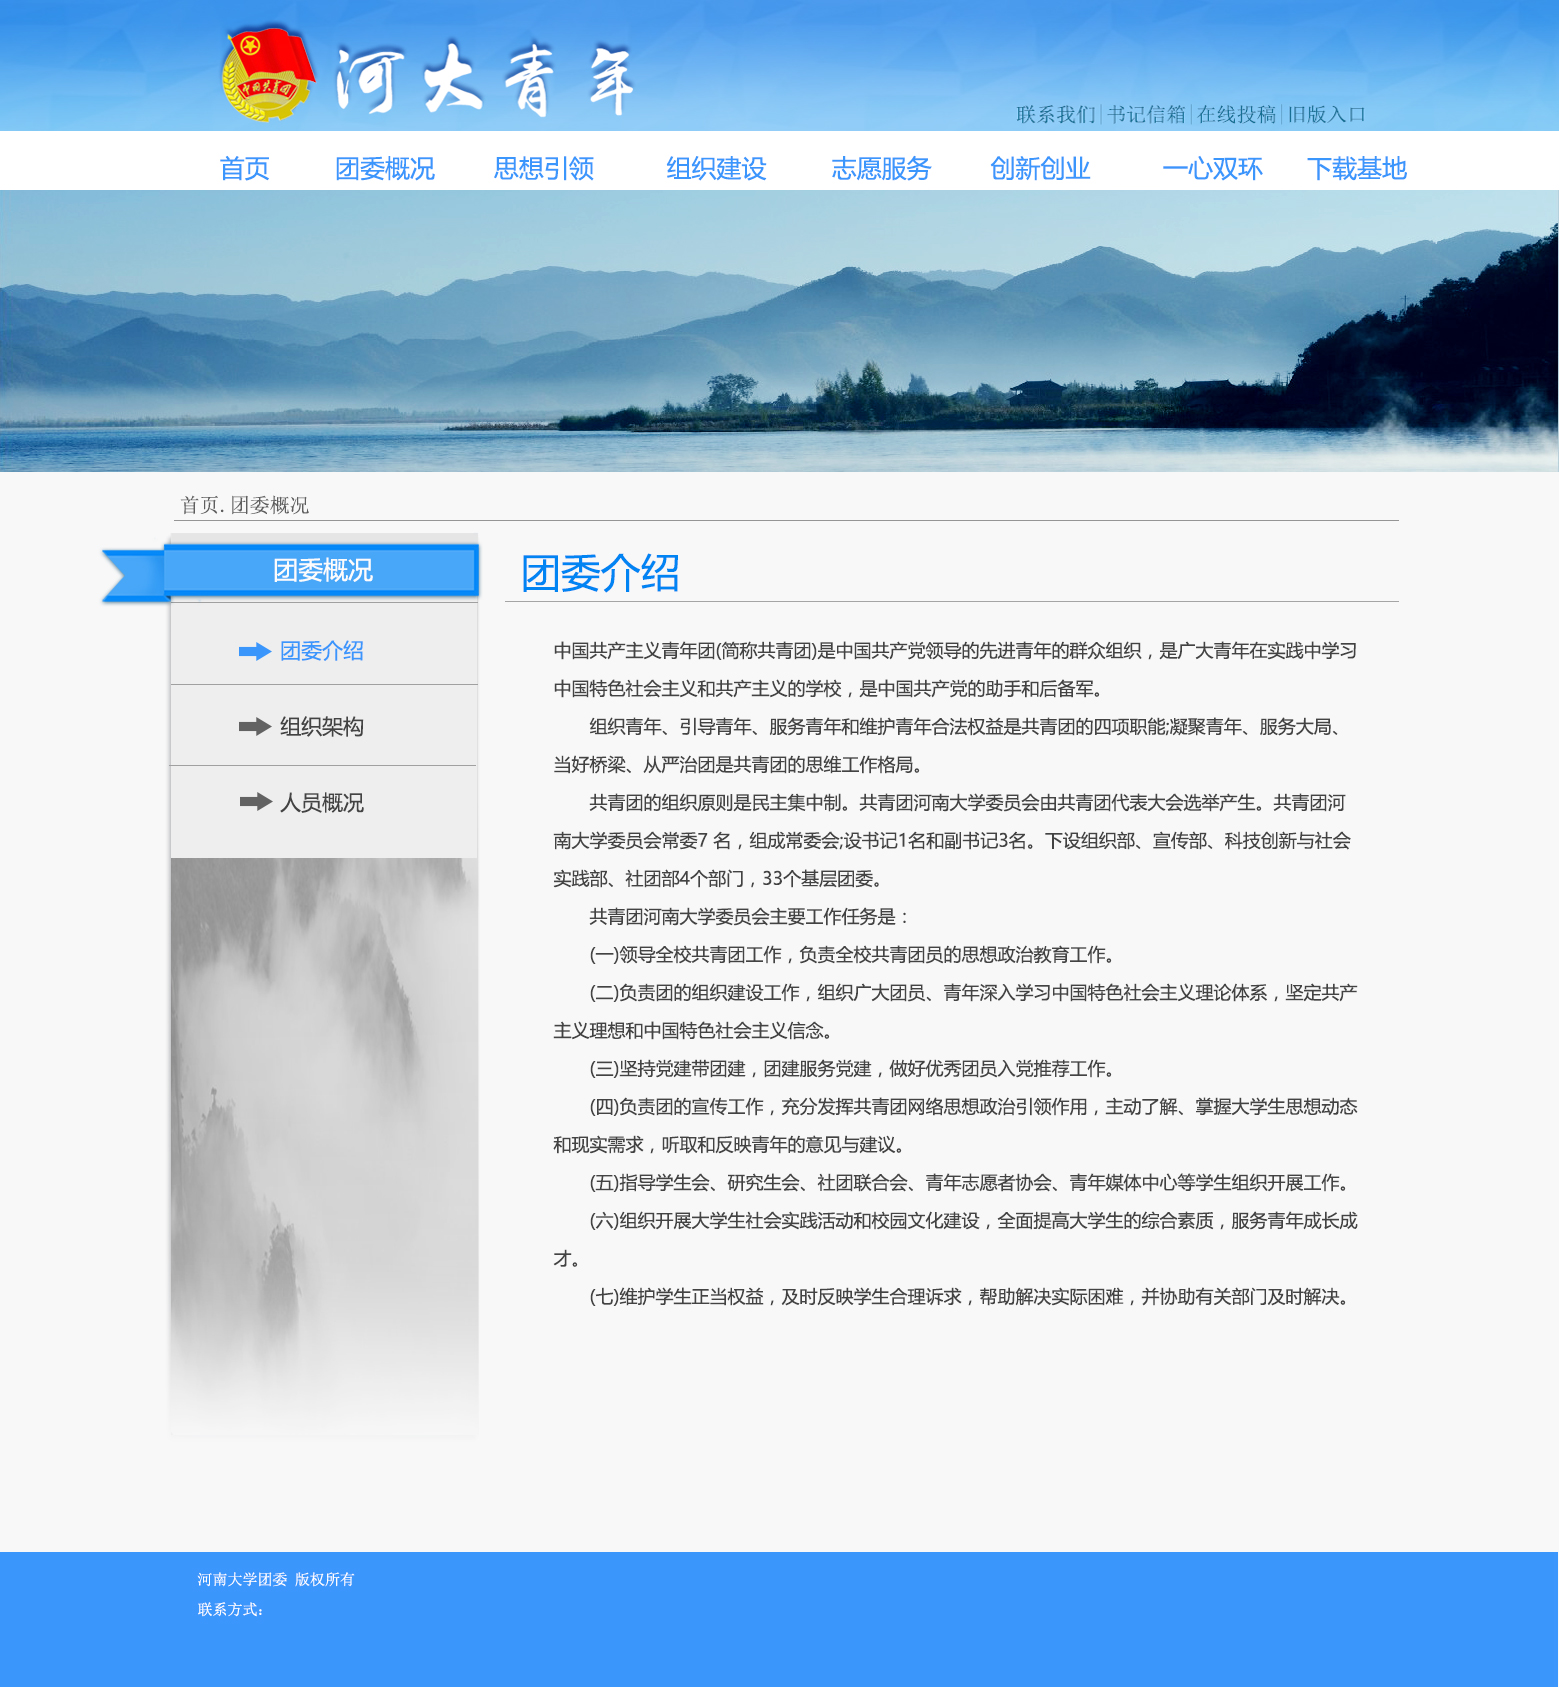 中国共青团
河大青年
联系我们 书记信箱 在线投稿 旧版入口
首页 团委概况 思想引领 组织建设 志愿服务 创新创业 一心双环 下载基地
首页. 团委概况
团委概况
团委介绍
组织架构
人员概况
团委介绍
中国共产主义青年团(简称共青团)是中国共产党领导的先进青年的群众组织，是广大青年在实践中学习
中国特色社会主义和共产主义的学校，是中国共产党的助手和后备军。
组织青年、引导青年、服务青年和维护青年合法权益是共青团的四项职能;凝聚青年、服务大局、
当好桥梁、从严治团是共青团的思维工作格局。
共青团的组织原则是民主集中制。共青团河南大学委员会由共青团代表大会选举产生。共青团河
南大学委员会常委7 名，组成常委会;设书记1名和副书记3名。下设组织部、宣传部、科技创新与社会
实践部、社团部4个部门，33个基层团委。
共青团河南大学委员会主要工作任务是：
(一)领导全校共青团工作，负责全校共青团员的思想政治教育工作。
(二)负责团的组织建设工作，组织广大团员、青年深入学习中国特色社会主义理论体系，坚定共产
主义理想和中国特色社会主义信念。
(三)坚持党建带团建，团建服务党建，做好优秀团员入党推荐工作。
(四)负责团的宣传工作，充分发挥共青团网络思想政治引领作用，主动了解、掌握大学生思想动态
和现实需求，听取和反映青年的意见与建议。
(五)指导学生会、研究生会、社团联合会、青年志愿者协会、青年媒体中心等学生组织开展工作。
(六)组织开展大学生社会实践活动和校园文化建设，全面提高大学生的综合素质，服务青年成长成
才。
(七)维护学生正当权益，及时反映学生合理诉求，帮助解决实际困难，并协助有关部门及时解决。
河南大学团委 版权所有
联系方式：